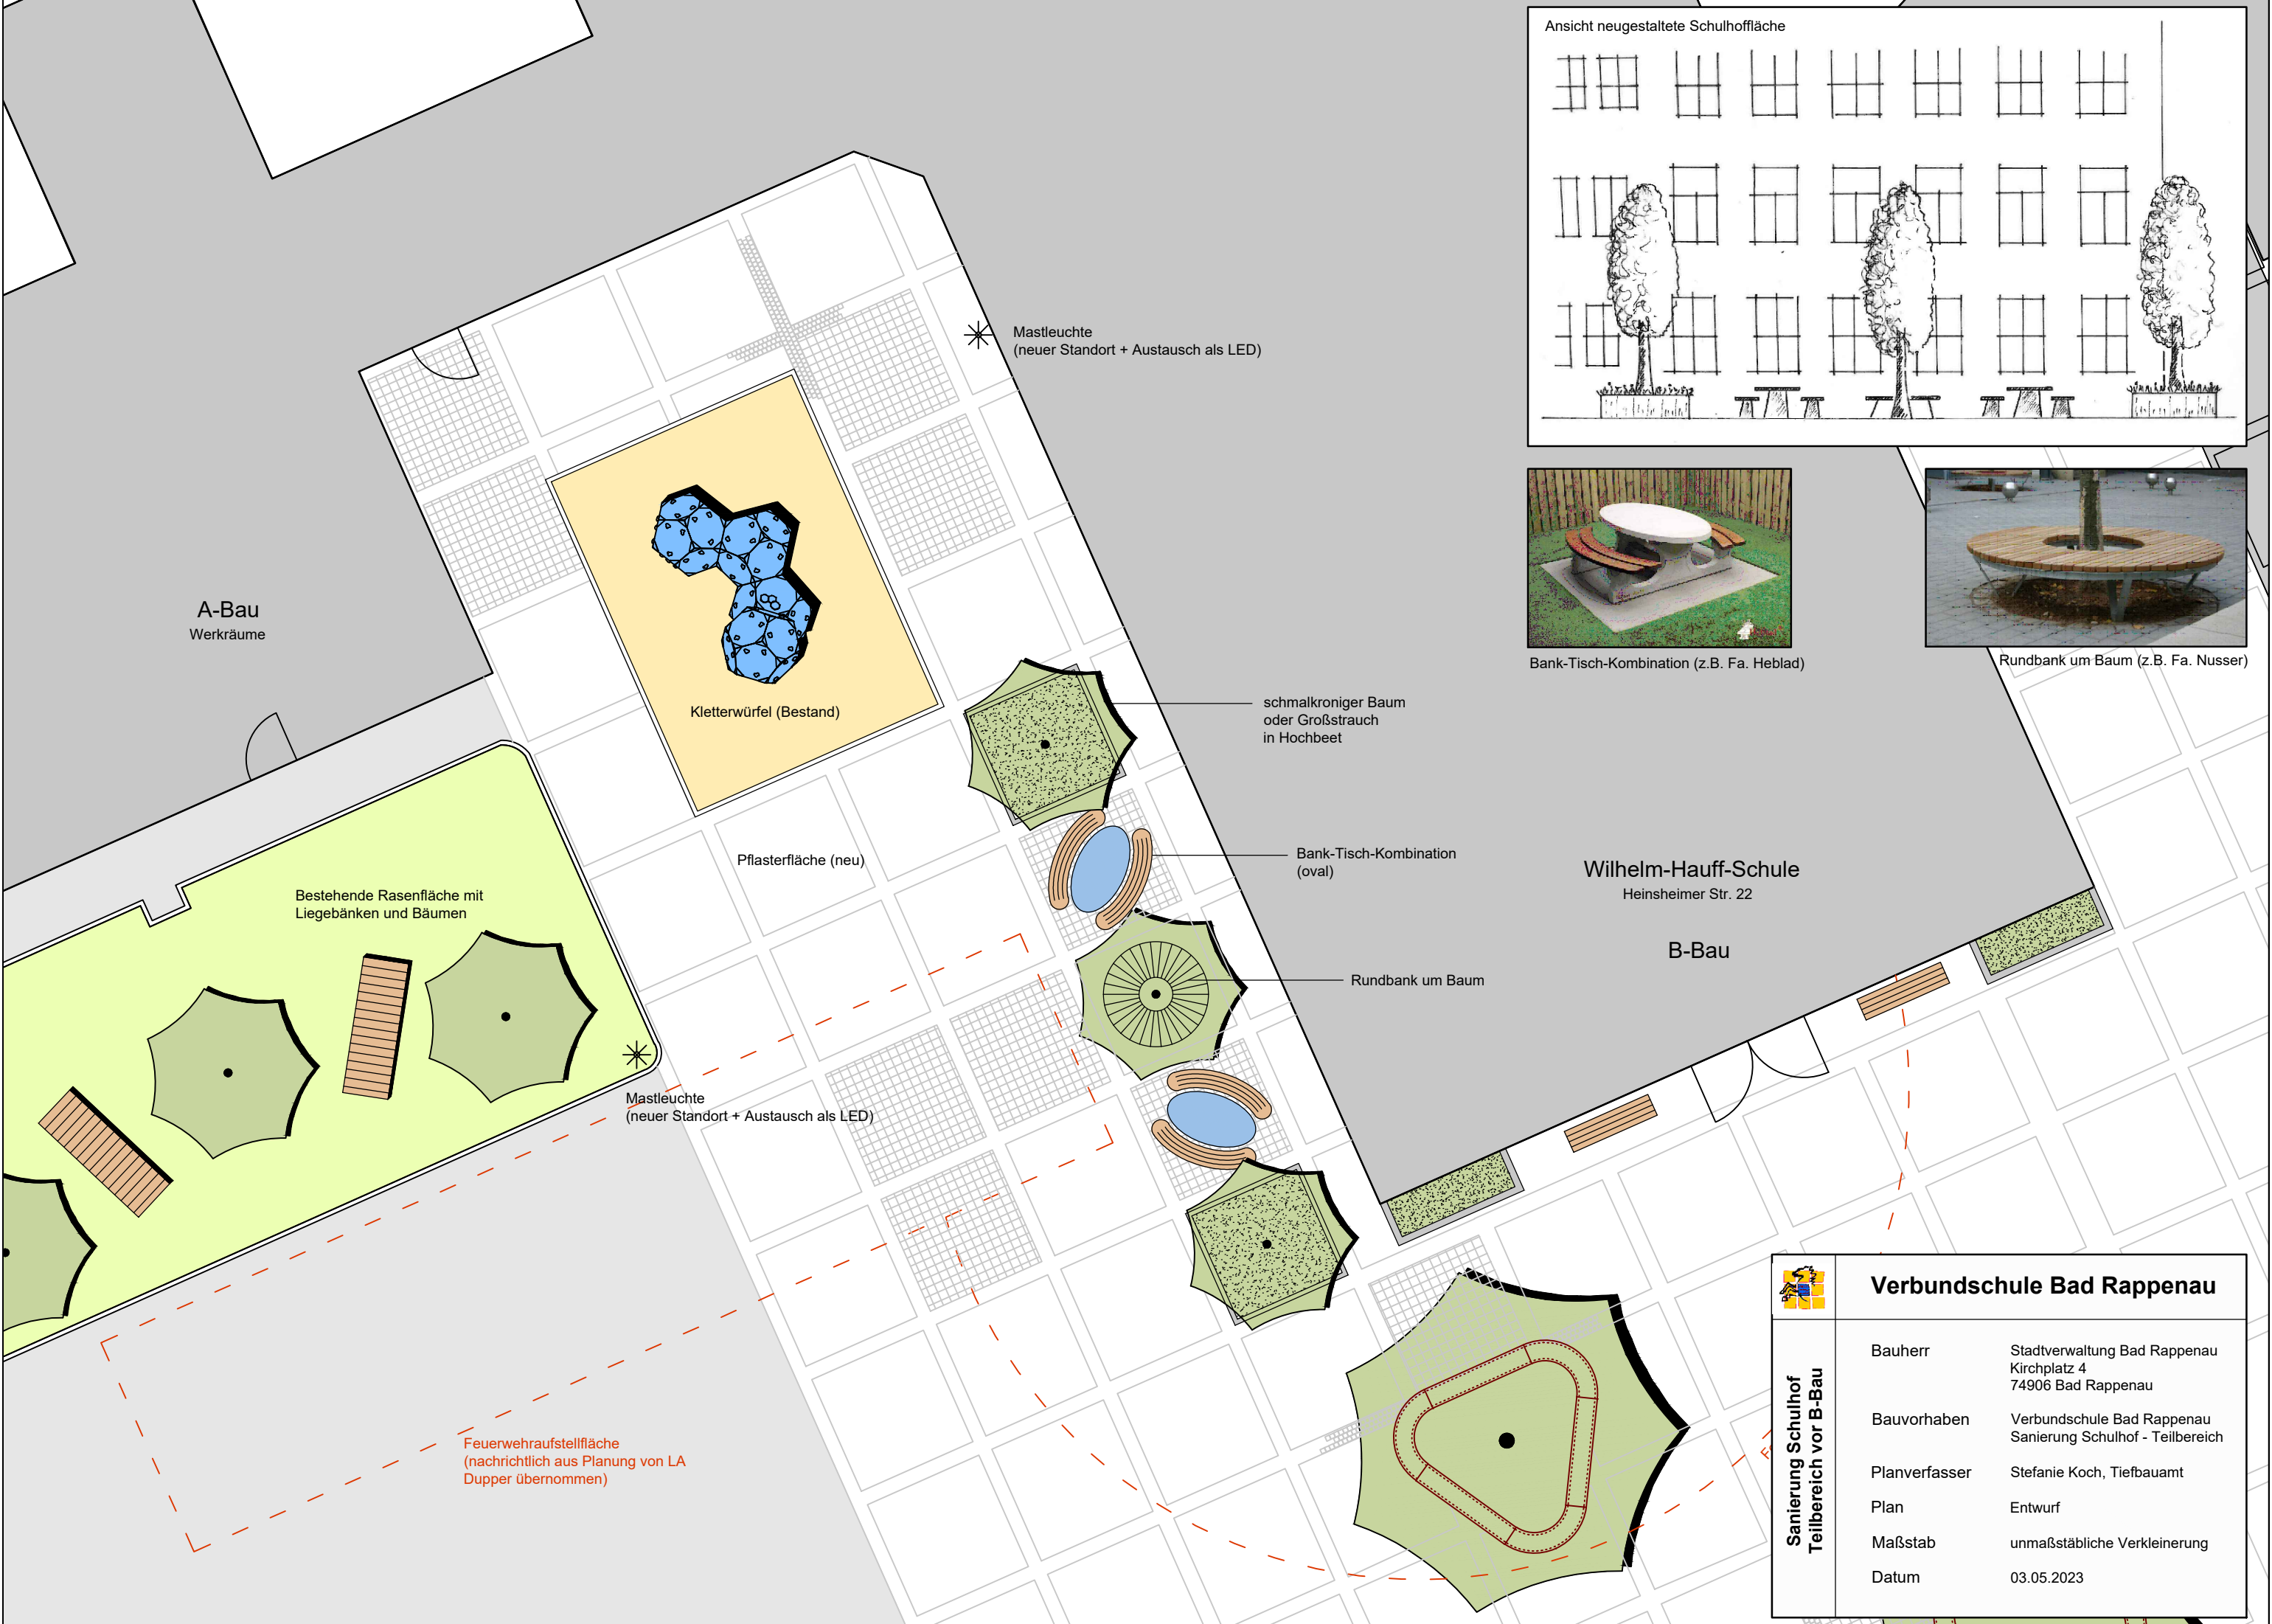 Ansicht neugestaltete Schulhoffläche
Mastleuchte
(neuer Standort + Austausch als LED)
A-Bau
Werkräume
Kletterwürfel (Bestand)
Bank-Tisch-Kombination (z.B. Fa. Heblad)
Rundbank um Baum (z.B. Fa. Nusser)
schmalkroniger Baum
oder Großstrauch
in Hochbeet
Pflasterfläche (neu)
Bank-Tisch-Kombination
(oval)
Wilhelm-Hauff-Schule
Heinsheimer Str. 22
B-Bau
Bestehende Rasenfläche mit
Liegebänken und Bäumen
Rundbank um Baum
Mastleuchte
(neuer Standort + Austausch als LED)
Feuerwehraufstellfläche
(nachrichtlich aus Planung von LA
Dupper übernommen)
Verbundschule Bad Rappenau
Sanierung Schulhof
Teilbereich vor B-Bau
Bauherr
Stadtverwaltung Bad Rappenau
Kirchplatz 4
74906 Bad Rappenau
Bauvorhaben
Verbundschule Bad Rappenau
Sanierung Schulhof - Teilbereich
Planverfasser
Stefanie Koch, Tiefbauamt
Plan
Entwurf
Maßstab
unmaßstäbliche Verkleinerung
Datum
03.05.2023